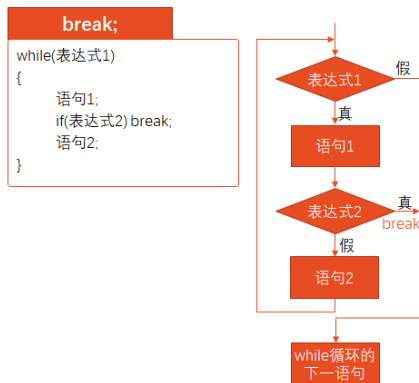 break;
while(表达式1)
{
语句1;
if(表达式2) break;
语句2;
}
表达式1
假
真
语句1
表达式2
真
break
假
语句2
while循环的
下一语句